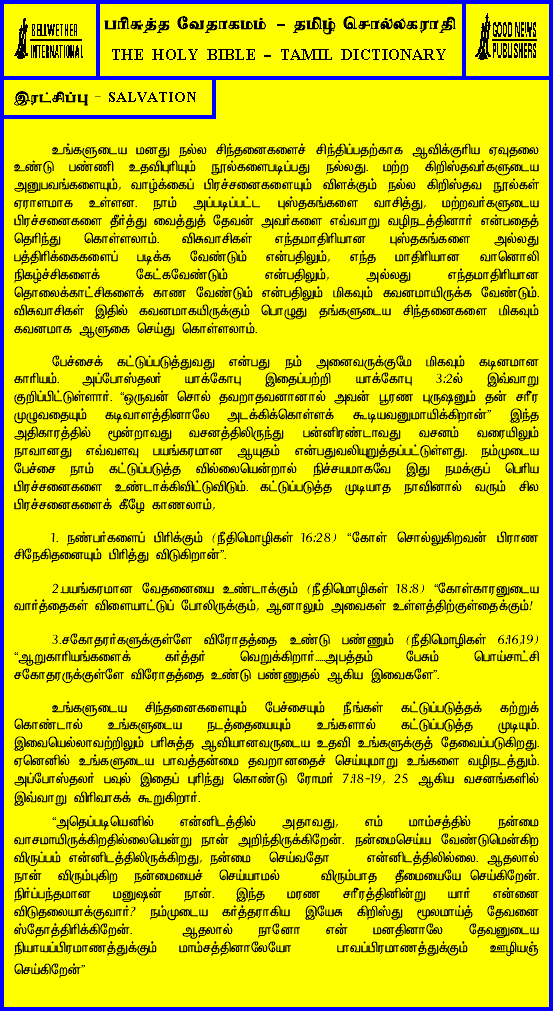 BELLWETHER
INTERNATIONAL
பரிசுத்த வேதாகமம் - தமிழ் சொல்லகராதி
THE HOLY BIBLE - TAMIL DICTIONARY
GOOD NEWS
PUBLISHERS
இரட்சிப்பு - SALVATION
உங்களுடைய மனது நல்ல சிந்தனைகளைச் சிந்திப்பதற்காக ஆவிக்குரிய ஏவுதலை
உண்டு பண்ணி உதவிபுரியும் நூல்களைபடிப்பது நல்லது. மற்ற கிறிஸ்தவர்களுடைய
அனுபவங்களையும், வாழ்க்கைப் பிரச்சனைகளையும் விளக்கும் நல்ல கிறிஸ்தவ நூல்கள்
ஏராளமாக உள்ளன. நாம் அப்படிப்பட்ட புஸ்தகங்களை வாசித்து, மற்றவர்களுடைய
பிரச்சனைகளை தீர்த்து வைத்துத் தேவன் அவர்களை எவ்வாறு வழிநடத்தினார் என்பதைத்
தெரிந்து கொள்ளலாம். விசுவாசிகள் எந்தமாதிரியான புஸ்தகங்களை அல்லது
பத்திரிக்கைகளைப் படிக்க வேண்டும் என்பதிலும், எந்த மாதிரியான வானொலி
நிகழ்ச்சிகளைக் கேட்கவேண்டும் என்பதிலும், அல்லது எந்தமாதிரியான
தொலைக்காட்சிகளைக் காண வேண்டும் என்பதிலும் மிகவும் கவனமாயிருக்க வேண்டும்.
விசுவாசிகள் இதில் கவனமாகயிருக்கும் பொழுது தங்களுடைய சிந்தனைகளை மிகவும்
கவனமாக ஆளுகை செய்து கொள்ளலாம்.
பேச்சைக் கட்டுப்படுத்துவது என்பது நம் அனைவருக்குமே மிகவும் கடினமான
காரியம். அப்போஸ்தலர் யாக்கோபு இதைப்பற்றி யாக்கோபு 3:2ல் இவ்வாறு
குறிப்பிட்டுள்ளார். “ஒருவன் சொல் தவறாதவனானால் அவன் பூரண புருஷனும் தன் சரீர
முழுவதையும் கடிவாளத்தினாலே அடக்கிக்கொள்ளக் கூடியவனுமாயிக்கிறான்” இந்த
அதிகாரத்தில் மூன்றாவது வசனத்திலிருந்து பன்னிரண்டாவது வசனம் வரையிலும்
நாவானது எவ்வளவு பயங்கரமான ஆயுதம் என்பதுவலியுறுத்தப்பட்டுள்ளது. நம்முடைய
பேச்சை நாம் கட்டுப்படுத்த வில்லையென்றால் நிச்சயமாகவே இது நமக்குப் பெரிய
பிரச்சனைகளை உண்டாக்கிவிட்டுவிடும். கட்டுப்படுத்த முடியாத நாவினால் வரும் சில
பிரச்சனைகளைக் கீழே காணலாம்,
1. நண்பர்களைப் பிரிக்கும் (நீதிமொழிகள் 16:28) “கோள் சொல்லுகிறவன் பிராண
சிநேகிதனையும் பிரித்து விடுகிறான்”.
2.பயங்கரமான வேதனையை உண்டாக்கும் (நீதிமொழிகள் 18:8) “கோள்காரனுடைய
வார்த்தைகள் விளையாட்டுப் போலிருக்கும், ஆனாலும் அவைகள் உள்ளத்திற்குள்தைக்கும்!
3.சகோதரர்களுக்குள்ளே விரோதத்தை உண்டு பண்ணும் (நீதிமொழிகள் 6:16,19)
“ஆறுகாரியங்களைக் கர்த்தர் வெறுக்கிறார்.....அபத்தம் பேசும் பொய்சாட்சி
சகோதரருக்குள்ளே விரோதத்தை உண்டு பண்ணுதல் ஆகிய இவைகளே”.
உங்களுடைய சிந்தனைகளையும் பேச்சையும் நீங்கள் கட்டுப்படுத்தக் கற்றுக்
கொண்டால் உங்களுடைய நடத்தையையும் உங்களால் கட்டுப்படுத்த முடியும்.
இவையெல்லாவற்றிலும் பரிசுத்த ஆவியானவருடைய உதவி உங்களுக்குத் தேவைப்படுகிறது.
ஏனெனில் உங்களுடைய பாவத்தன்மை தவறானதைச் செய்யுமாறு உங்களை வழிநடத்தும்.
அப்போஸ்தலர் பவுல் இதைப் புரிந்து கொண்டு ரோமர் 7:18-19, 25 ஆகிய வசனங்களில்
இவ்வாறு விரிவாகக் கூறுகிறார்.
“அதெப்படியெனில் என்னிடத்தில் அதாவது, எம் மாம்சத்தில் நன்மை
வாசமாயிருக்கிறதில்லையென்று நான் அறிந்திருக்கிறேன். நன்மைசெய்ய வேண்டுமென்கிற
விருப்பம் என்னிடத்திலிருக்கிறது, நன்மை செய்வதோ என்னிடத்திலில்லை. ஆதலால்
நான் விரும்புகிற நன்மையைச் செய்யாமல் விரும்பாத தீமையையே செய்கிறேன்.
நிர்ப்பந்தமான மனுஷன் நான். இந்த மரண சரீரத்தினின்று யார் என்னை
விடுதலையாக்குவார்? நம்முடைய கர்த்தராகிய இயேசு கிறிஸ்து மூலமாய்த் தேவனை
ஸ்தோத்திரிக்கிறேன். ஆதலால் நானோ என் மனதினாலே தேவனுடைய
நியாயப்பிரமாணத்துக்கும் மாம்சத்தினாலேயோ பாவப்பிரமாணத்துக்கும் ஊழியஞ்
செய்கிறேன்”